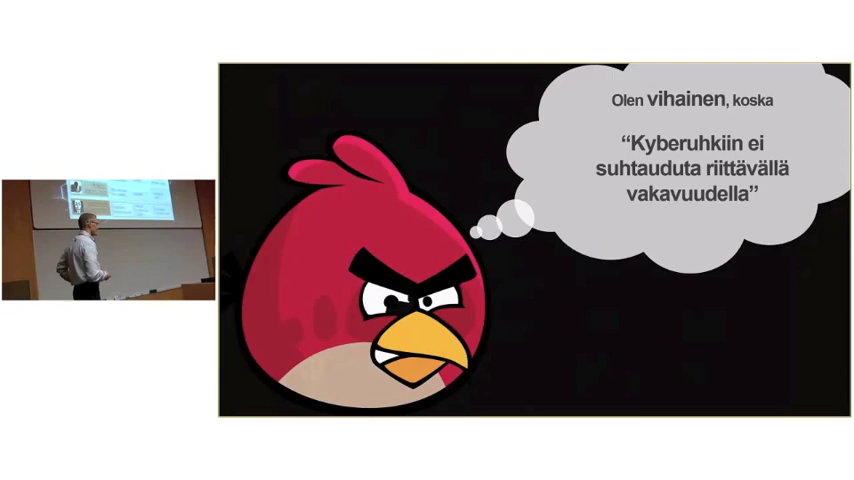 Olen vihainen, koska
“Kyberuhkiin ei
suhtauduta riittävällä
vakavuudella”